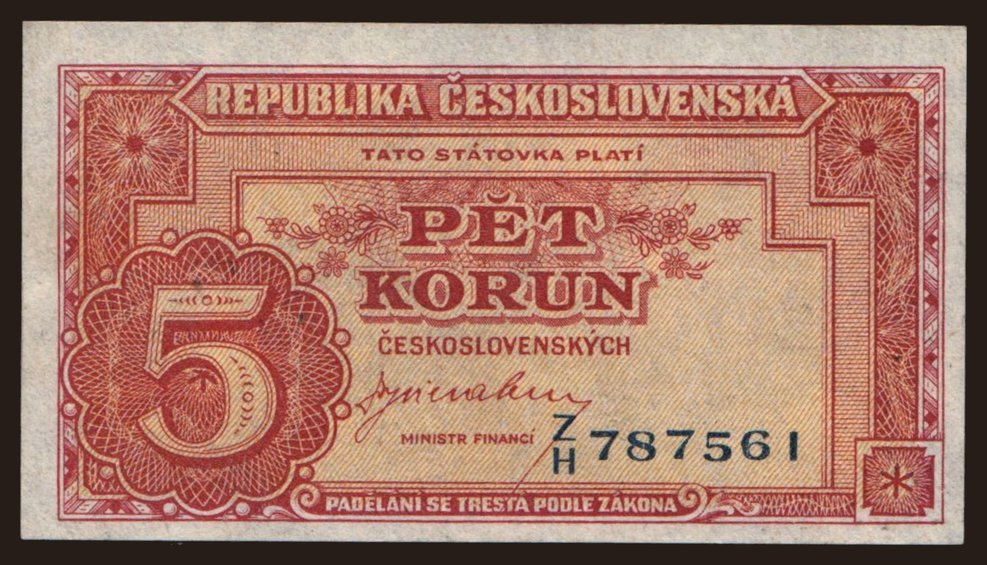 REPUBLIKA ČESKOSLOVENSKÁ
TATO STÁTOVKA PLATÍ
PĚT
KORUN
ČESKOSLOVENSKÝCH
5
MINISTR FINANCÍ
Z/H 787561
PADĚLÁNÍ SE TRESTÁ PODLE ZÁKONA